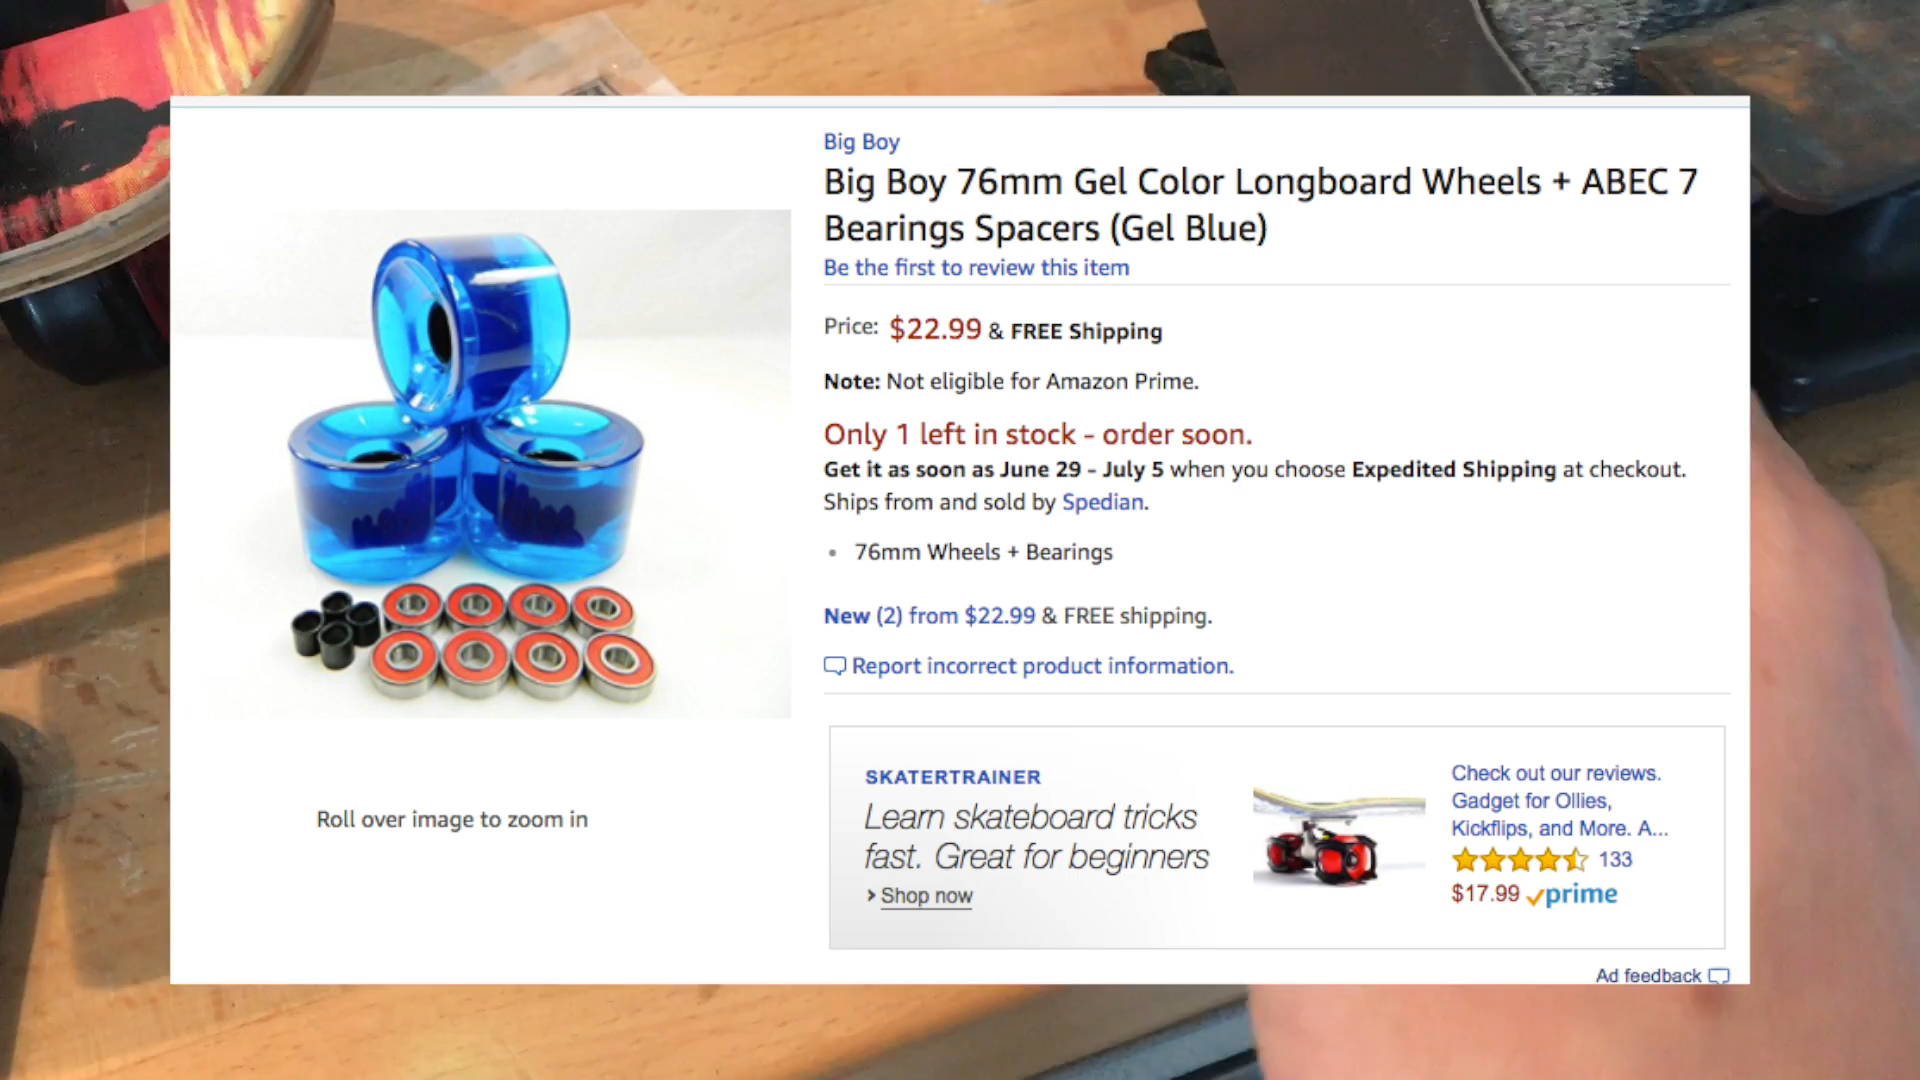 Big Boy
Big Boy 76mm Gel Color Longboard Wheels + ABEC 7
Bearings Spacers (Gel Blue)
Be the first to review this item
Price: $22.99 & FREE Shipping
Note: Not eligible for Amazon Prime.
Only 1 left in stock - order soon.
Get it as soon as June 29 - July 5 when you choose Expedited Shipping at checkout.
Ships from and sold by Spedian.
• 76mm Wheels + Bearings
New (2) from $22.99 & FREE shipping.
Report incorrect product information.
Roll over image to zoom in
SKATERTRAINER
Learn skateboard tricks
fast. Great for beginners
› Shop now
Check out our reviews.
Gadget for Ollies,
Kickflips, and More. A...
133
$17.99 prime
Ad feedback